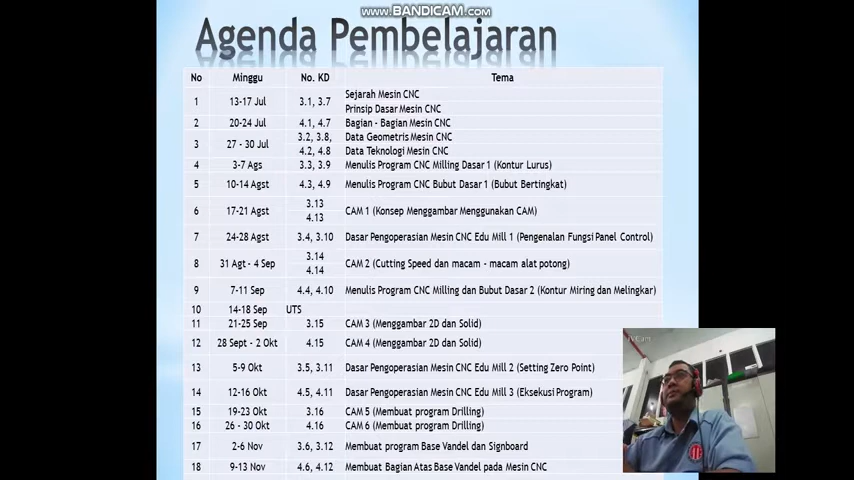 www.BANDICAM.com
Agenda Pembelajaran
No Minggu No. KD Tema
1 13-17 Jul 3.1, 3.7 Sejarah Mesin CNC
Prinsip Dasar Mesin CNC
2 20-24 Jul 4.1, 4.7 Bagian - Bagian Mesin CNC
3 27 - 30 Jul 3.2, 3.8, Data Geometris Mesin CNC
4.2, 4.8 Data Teknologi Mesin CNC
4 3-7 Ags 3.3, 3.9 Menulis Program CNC Milling Dasar 1 (Kontur Lurus)
5 10-14 Agst 4.3, 4.9 Menulis Program CNC Bubut Dasar 1 (Bubut Bertingkat)
6 17-21 Agst 3.13 CAM 1 (Konsep Menggambar Menggunakan CAM)
4.13
7 24-28 Agst 3.4, 3.10 Dasar Pengoperasian Mesin CNC Edu Mill 1 (Pengenalan Fungsi Panel Control)
8 31 Agt - 4 Sep 3.14 CAM 2 (Cutting Speed dan macam - macam alat potong)
4.14
9 7-11 Sep 4.4, 4.10 Menulis Program CNC Milling dan Bubut Dasar 2 (Kontur Miring dan Melingkar)
10 14-18 Sep UTS
11 21-25 Sep 3.15 CAM 3 (Menggambar 2D dan Solid)
12 28 Sept - 2 Okt 4.15 CAM 4 (Menggambar 2D dan Solid)
13 5-9 Okt 3.5, 3.11 Dasar Pengoperasian Mesin CNC Edu Mill 2 (Setting Zero Point)
14 12-16 Okt 4.5, 4.11 Dasar Pengoperasian Mesin CNC Edu Mill 3 (Eksekusi Program)
15 19-23 Okt 3.16 CAM 5 (Membuat program Drilling)
16 26 - 30 Okt 4.16 CAM 6 (Membuat program Drilling)
17 2-6 Nov 3.6, 3.12 Membuat program Base Vandel dan Signboard
18 9-13 Nov 4.6, 4.12 Membuat Bagian Atas Base Vandel pada Mesin CNC